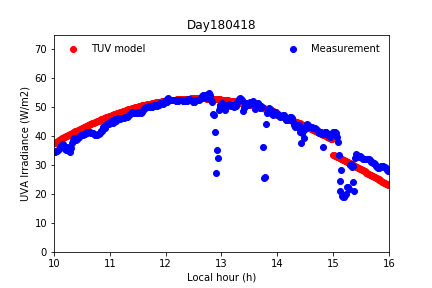 Day180418
TUV model
Measurement
UVA Irradiance (W/m2)
70
60
50
40
30
20
10
0
10 11 12 13 14 15 16
Local hour (h)